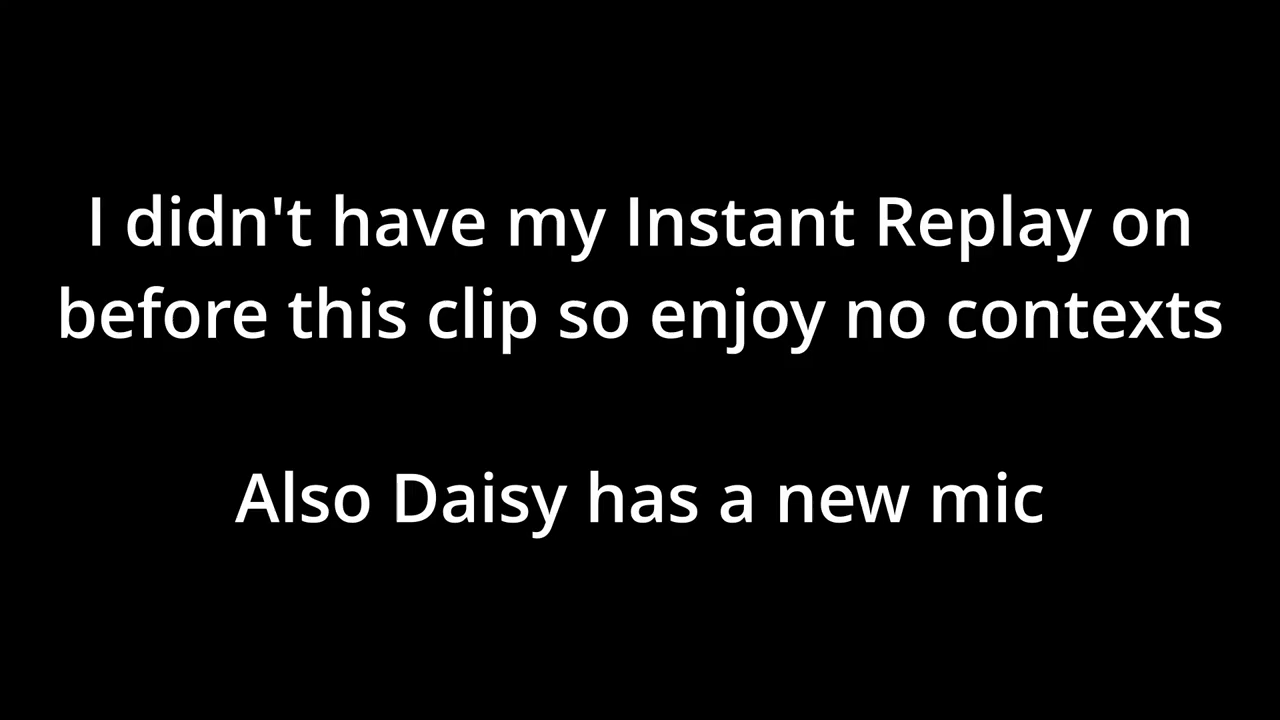 I didn't have my Instant Replay on
before this clip so enjoy no contexts
Also Daisy has a new mic